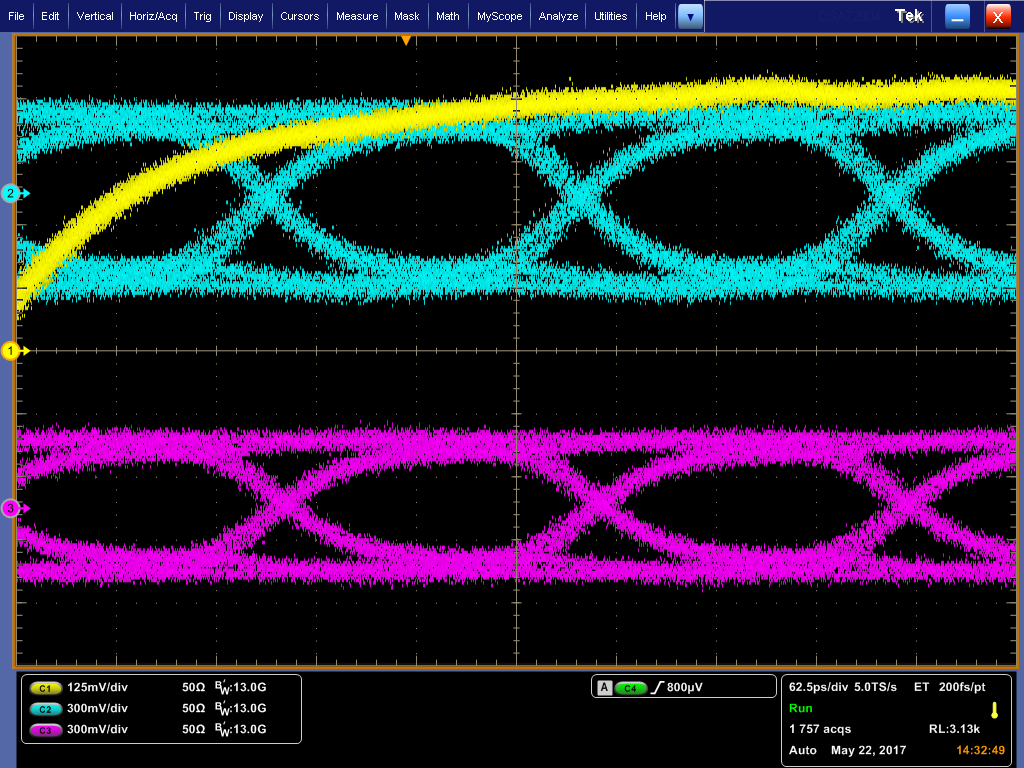 File Edit Vertical Horiz/Acq Trig Display Cursors Measure Mask Math MyScope Analyze Utilities Help Tek X
2
1
3
C1 125mV/div 50Ω B'W:13.0G
C2 300mV/div 50Ω B'W:13.0G
C3 300mV/div 50Ω B'W:13.0G
A C4 800µV
62.5ps/div 5.0TS/s ET 200fs/pt
Run
1 757 acqs RL:3.13k
Auto May 22, 2017 14:32:49